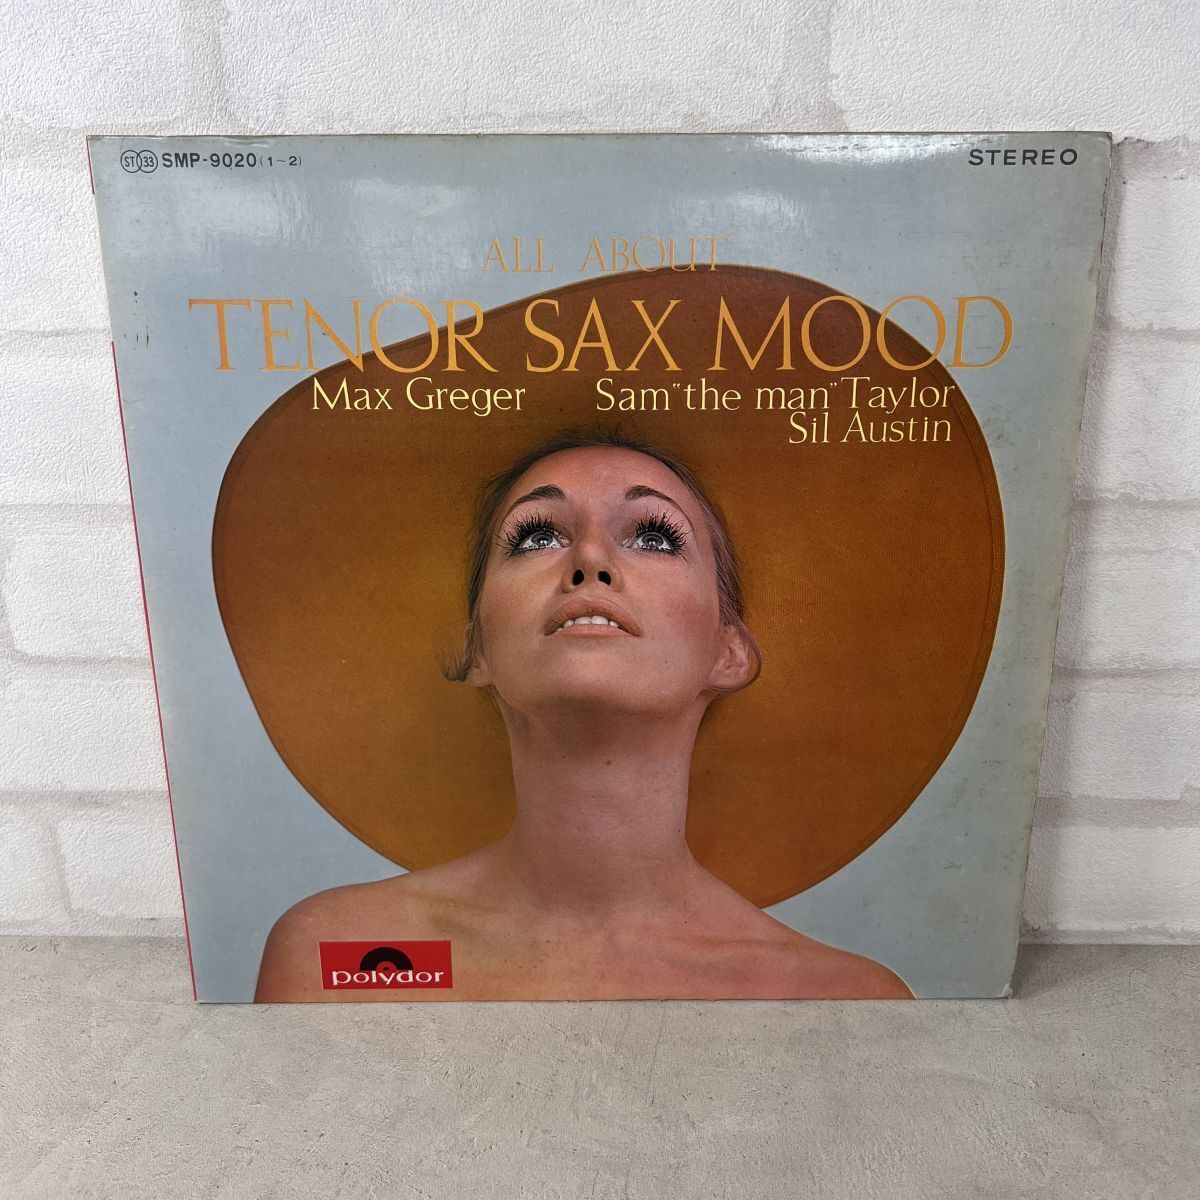 ST 33 SMP-9020(1~2) STEREO
ALL ABOUT
TENOR SAX MOOD
Max Greger Sam "the man" Taylor
Sil Austin
polydor